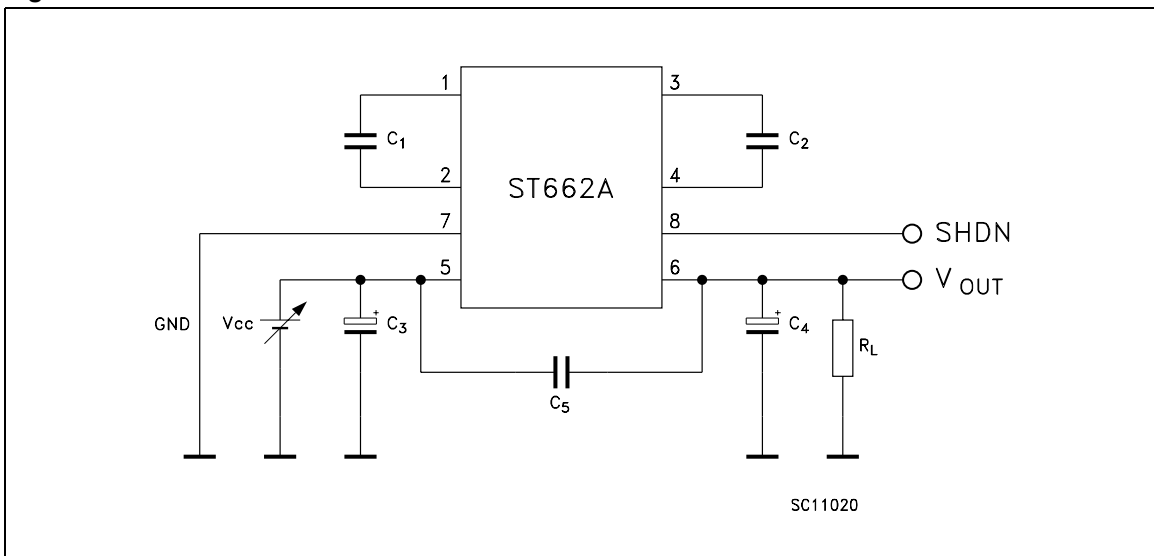 1
3
C1
C2
2
4
ST662A
7
8
SHDN
5
6
VOUT
GND
Vcc
+
C3
+
C4
RL
C5
SC11020